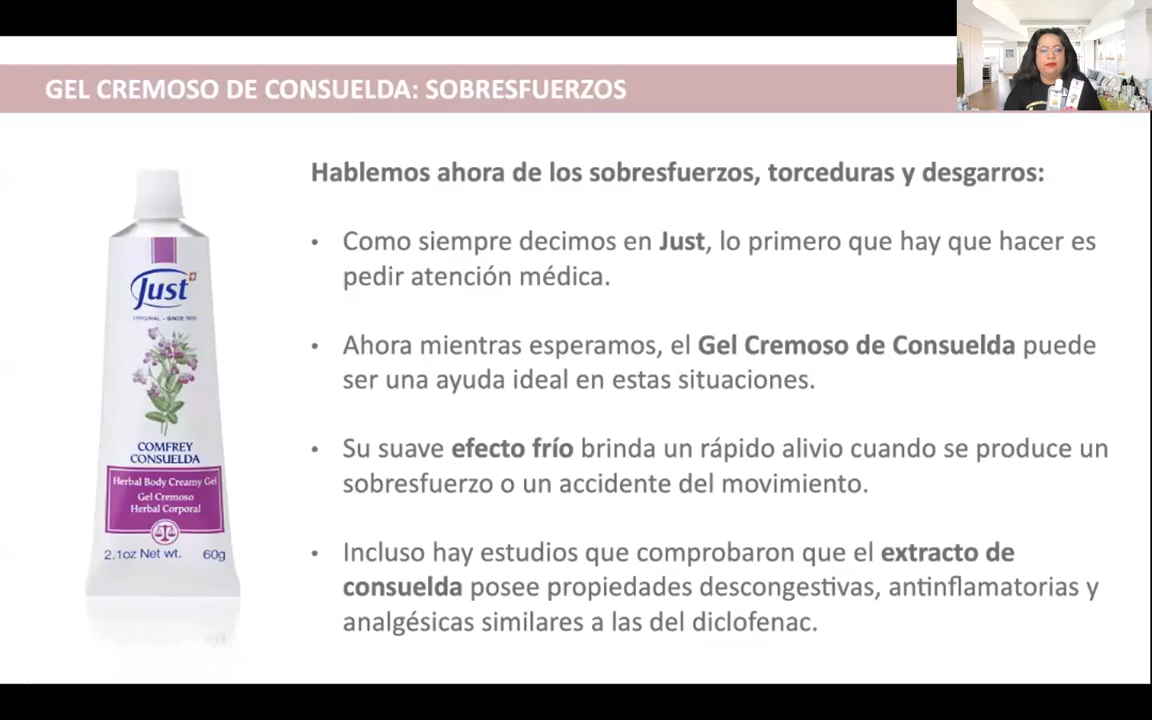 GEL CREMOSO DE CONSUELDA: SOBRESFUERZOS
Hablemos ahora de los sobresfuerzos, torceduras y desgarros:
• Como siempre decimos en Just, lo primero que hay que hacer es
pedir atención médica.
• Ahora mientras esperamos, el Gel Cremoso de Consuelda puede
ser una ayuda ideal en estas situaciones.
• Su suave efecto frío brinda un rápido alivio cuando se produce un
sobresfuerzo o un accidente del movimiento.
• Incluso hay estudios que comprobaron que el extracto de
consuelda posee propiedades descongestivas, antinflamatorias y
analgésicas similares a las del diclofenac.
Just
ORIGINAL - SINCE 1930
COMFREY
CONSUELDA
Herbal Body Creamy Gel
Gel Cremoso
Herbal Corporal
2.1oz Net wt. 60g